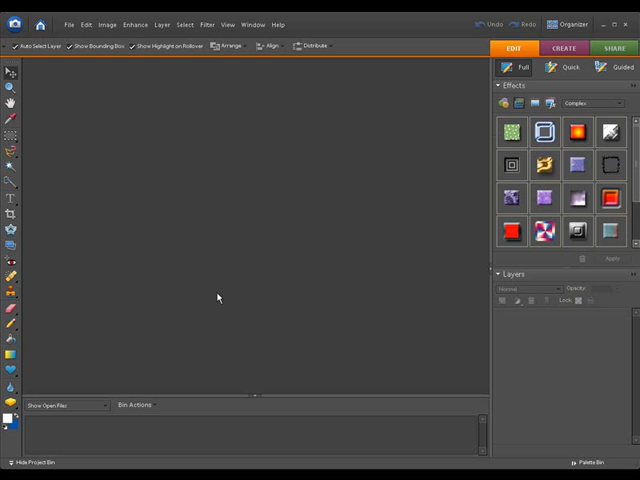 File Edit Image Enhance Layer Select Filter View Window Help Undo Redo Organizer
Auto Select Layer Show Bounding Box Show Highlight on Rollover Arrange Align Distribute EDIT CREATE SHARE
Full Quick Guided
Effects
Complex
Apply
Layers
Normal Opacity:
Lock:
Show Open Files Bin Actions
Hide Project Bin Palette Bin